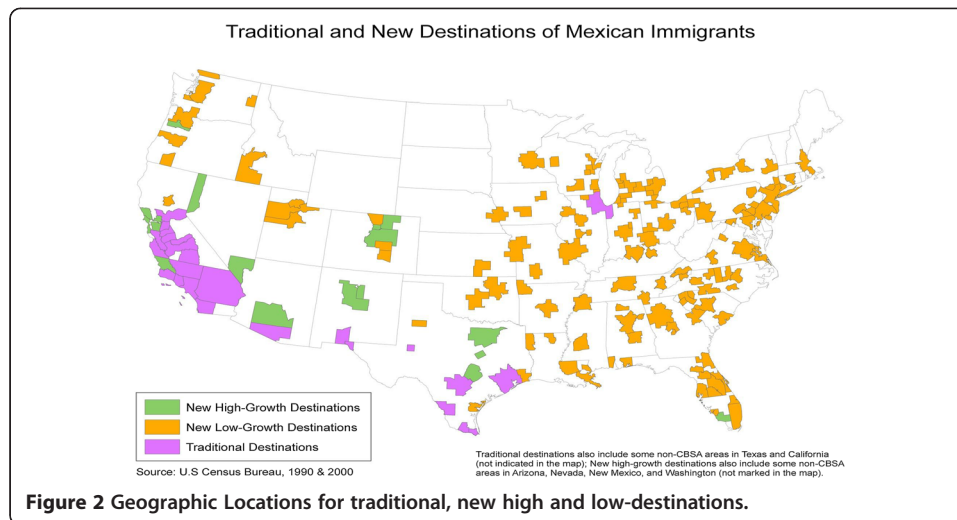 Traditional and New Destinations of Mexican Immigrants
New High-Growth Destinations
New Low-Growth Destinations
Traditional Destinations
Source: U.S Census Bureau, 1990 & 2000
Traditional destinations also include some non-CBSA areas in Texas and California
(not indicated in the map); New high-growth destinations also include some non-CBSA
areas in Arizona, Nevada, New Mexico, and Washington (not marked in the map).
Figure 2 Geographic Locations for traditional, new high and low-destinations.